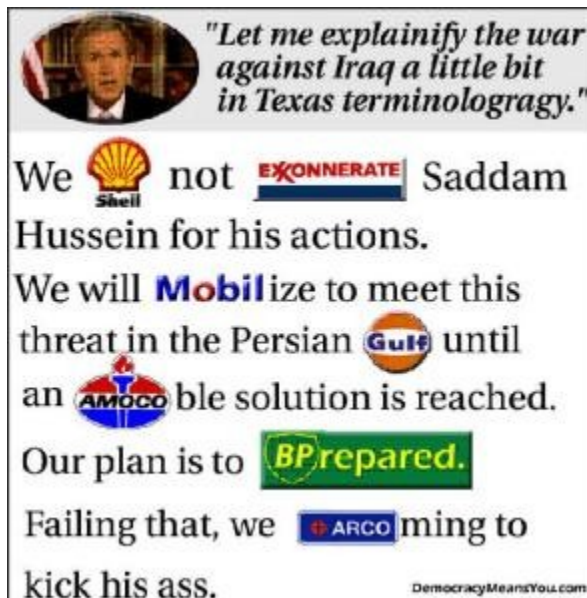 "Let me explainify the war
against Iraq a little bit
in Texas terminologragy."
We Shell not EXXONNERATE Saddam
Hussein for his actions.
We will Mobilize to meet this
threat in the Persian Gulf until
an AMOCO ble solution is reached.
Our plan is to BPrepared.
Failing that, we ARCO ming to
kick his ass.
DemocracyMeansYou.com